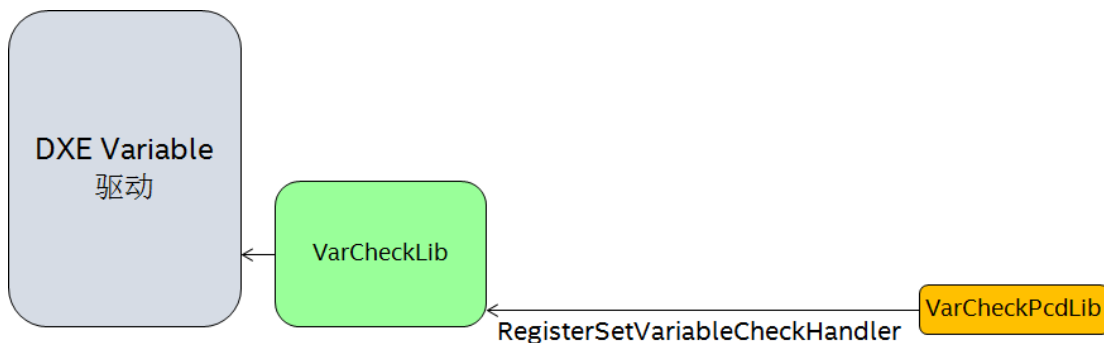 DXE Variable
驱动
VarCheckLib
VarCheckPcdLib
RegisterSetVariableCheckHandler